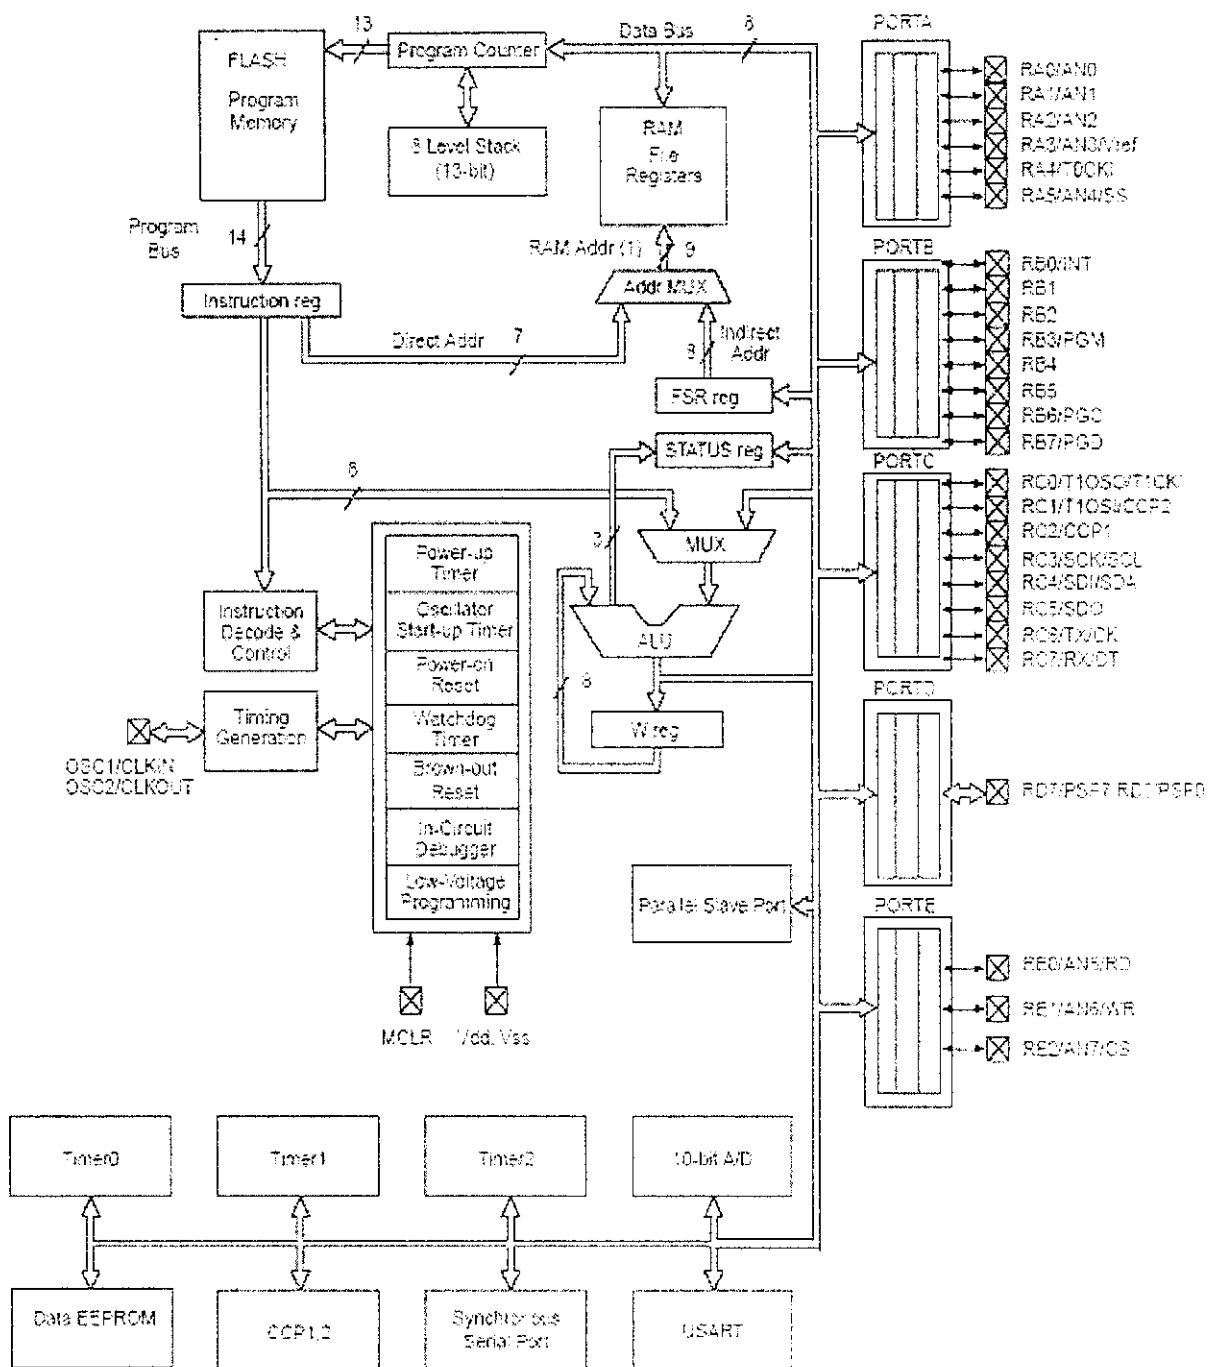 PORTA
13
Data Bus
8
FLASH
Program
Memory
Program Counter
RA0/AN0
RA1/AN1
RA2/AN2
RA3/AN3/Vref
RA4/T0CKI
RA5/AN4/SS
8 Level Stack
(13-bit)
RAM
File
Registers
Program
Bus
14
RAM Addr (1)
9
PORTB
Instruction reg
Addr MUX
RB0/INT
RB1
RB2
RB3/PGM
RB4
RB5
RB6/PGC
RB7/PGD
Direct Addr
7
Indirect
Addr
8
FSR reg
STATUS reg
PORTC
8
RC0/T1OSO/T1CKI
RC1/T1OSI/CCP2
RC2/CCP1
RC3/SCK/SCL
RC4/SDI/SDA
RC5/SDO
RC6/TX/CK
RC7/RX/DT
3
MUX
Power-up
Timer
Oscillator
Start-up Timer
Power-on
Reset
Watchdog
Timer
Brown-out
Reset
In-Circuit
Debugger
Low-Voltage
Programming
Instruction
Decode &
Control
ALU
8
W reg
Timing
Generation
OSC1/CLKIN
OSC2/CLKOUT
PORTD
RD7/PSP7 RD0/PSP0
Parallel Slave Port
PORTE
RE0/AN5/RD
RE1/AN6/WR
RE2/AN7/CS
MCLR
Vdd, Vss
Timer0
Timer1
Timer2
10-bit A/D
Data EEPROM
CCP1,2
Synchronous
Serial Port
USART